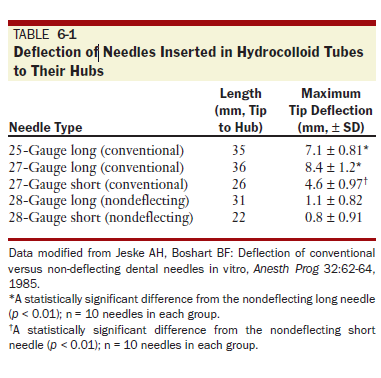 TABLE 6-1
Deflection of Needles Inserted in Hydrocolloid Tubes
to Their Hubs
Length Maximum
(mm, Tip Tip Deflection
Needle Type to Hub) (mm, ± SD)
25-Gauge long (conventional) 35 7.1 ± 0.81*
27-Gauge long (conventional) 36 8.4 ± 1.2*
27-Gauge short (conventional) 26 4.6 ± 0.97†
28-Gauge long (nondeflecting) 31 1.1 ± 0.82
28-Gauge short (nondeflecting) 22 0.8 ± 0.91
Data modified from Jeske AH, Boshart BF: Deflection of conventional
versus non-deflecting dental needles in vitro, Anesth Prog 32:62-64,
1985.
*A statistically significant difference from the nondeflecting long needle
(p < 0.01); n = 10 needles in each group.
†A statistically significant difference from the nondeflecting short
needle (p < 0.01); n = 10 needles in each group.